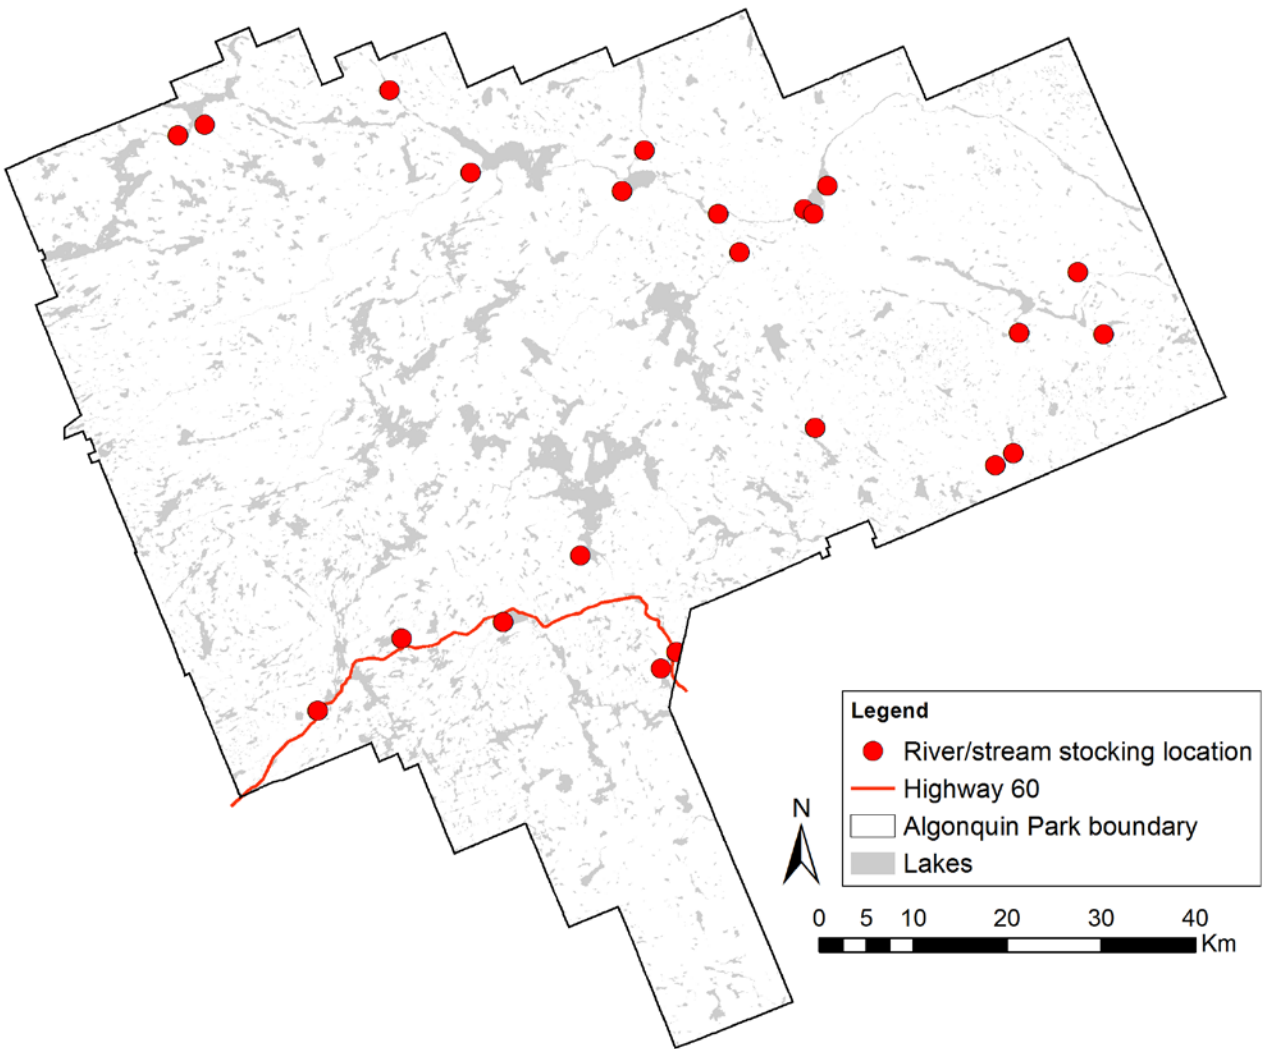 Legend
River/stream stocking location
Highway 60
Algonquin Park boundary
Lakes
N
0 5 10 20 30 40
Km